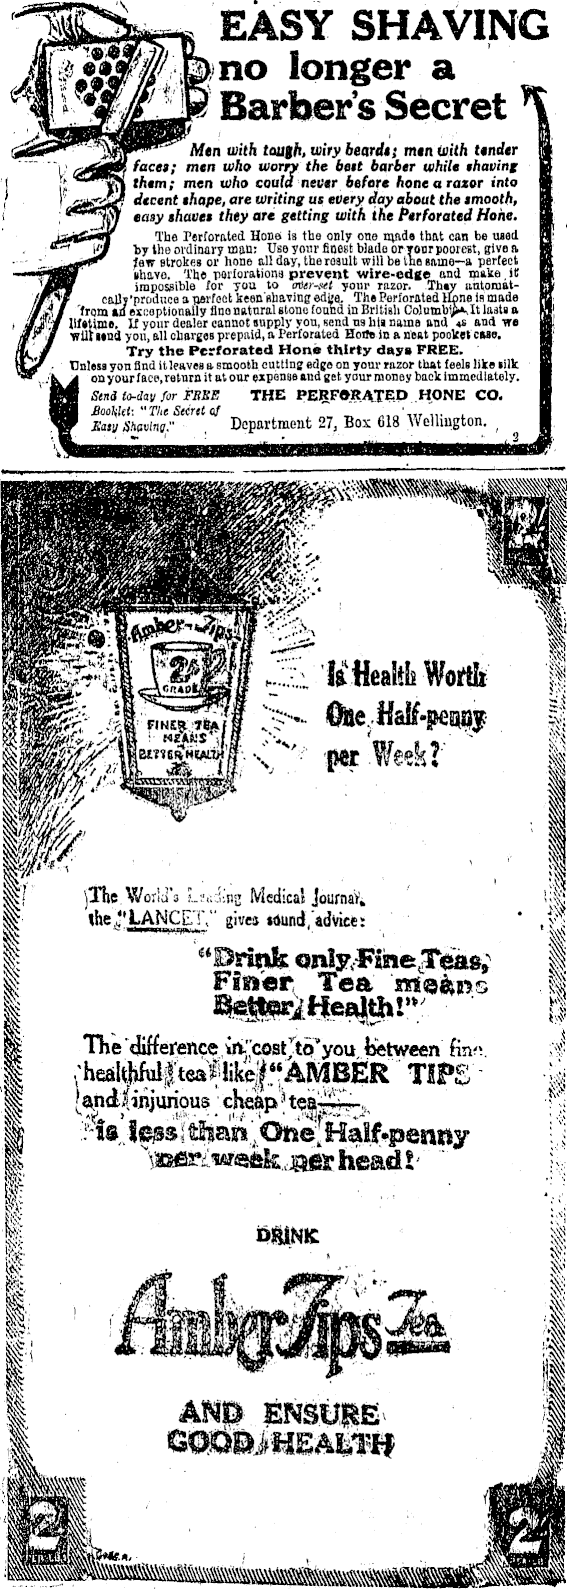 EASY SHAVING
no longer a
Barber's Secret
Men with tough, wiry beards; men with tender
faces; men who worry the best barber while shaving
them; men who could never before hone a razor into
decent shape, are writing us every day about the smooth,
easy shaves they are getting with the Perforated Hone.
The Perforated Hone is the only one made that can be used
by the ordinary man: Use your finest blade or your poorest, give a
few strokes or hone all day, the result will be the same—a perfect
shave. The perforations prevent wire-edge and make it
impossible for you to over-set your razor. They automat-
cally produce a perfect keen shaving edge. The Perforated Hone is made
from an exceptionally fine natural stone found in British Columbia. It lasts a
lifetime. If your dealer cannot supply you, send us his name and 4s and we
will send you, all charges prepaid, a Perforated Hone in a neat pocket case.
Try the Perforated Hone thirty days FREE.
Unless you find it leaves a smooth cutting edge on your razor that feels like silk
on your face, return it at our expense and get your money back immediately.
Send to-day for FREE
Booklet: "The Secret of
Easy Shaving."
THE PERFORATED HONE CO.
Department 27, Box 618 Wellington.
2
Amber-Tips
2/-
GRADE
FINER TEA
MEANS
BETTER HEALTH
Is Health Worth
One Half-penny
per Week?
The World's Leading Medical Journal,
the "LANCET," gives sound advice:
"Drink only Fine Teas,
Finer Tea means
Better Health!"
The difference in cost to you between fine
healthful tea like "AMBER TIPS
and injurious cheap tea—
is less than One Half-penny
per week per head!
DRINK
Amber Tips Tea
AND ENSURE
GOOD HEALTH
2
2